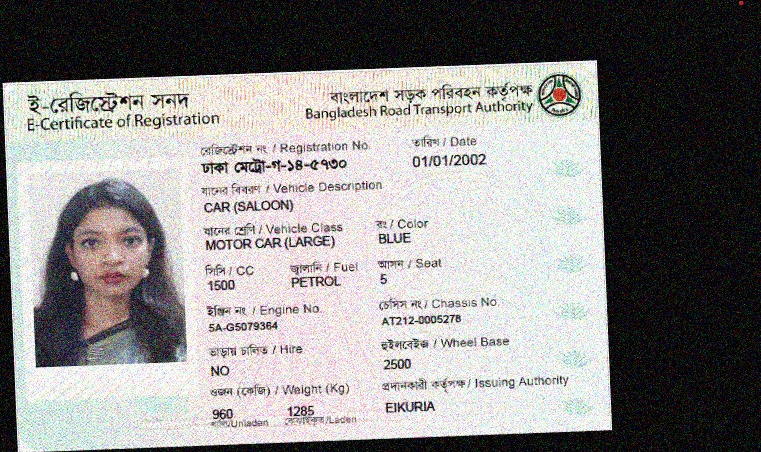 ই-রেজিস্ট্রেশন সনদ
E-Certificate of Registration
বাংলাদেশ সড়ক পরিবহন কর্তৃপক্ষ
Bangladesh Road Transport Authority
রেজিস্ট্রেশন নং / Registration No.
ঢাকা মেট্রো-গ-১৪-৫৭৩০
তারিখ / Date
01/01/2002
যানের বিবরণ / Vehicle Description
CAR (SALOON)
যানের শ্রেণি / Vehicle Class
MOTOR CAR (LARGE)
রং / Color
BLUE
সিসি / CC
1500
জ্বালানি / Fuel
PETROL
আসন / Seat
5
ইঞ্জিন নং / Engine No.
5A-G5079364
চেসিস নং / Chassis No.
AT212-0005278
ভাড়ায় চালিত / Hire
NO
হুইলবেইজ / Wheel Base
2500
ওজন (কেজি) / Weight (Kg)
960
1285
/Unladen
/Laden
প্রদানকারী কর্তৃপক্ষ / Issuing Authority
EIKURIA